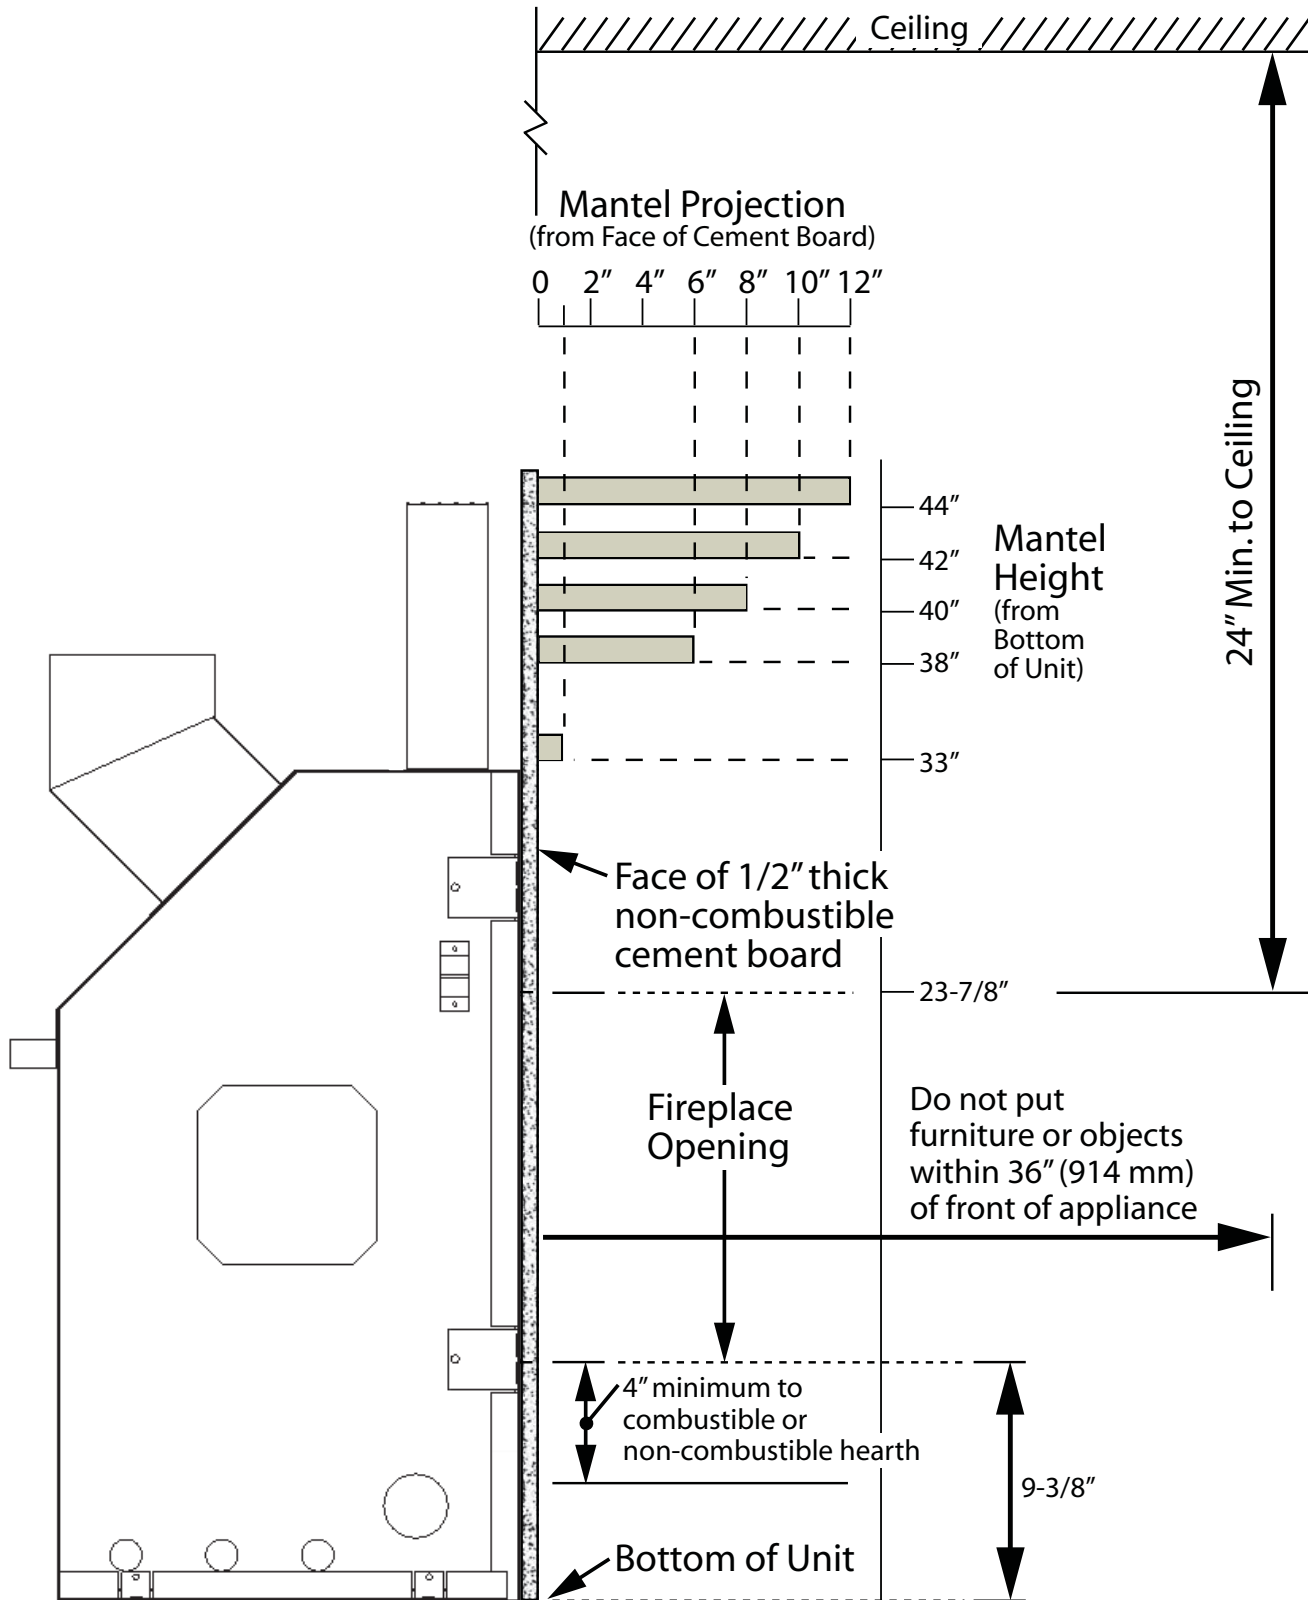 Ceiling
Mantel Projection
(from Face of Cement Board)
0 2″ 4″ 6″ 8″ 10″ 12″
24″ Min. to Ceiling
44″
42″
40″
38″
33″
Mantel
Height
(from
Bottom
of Unit)
Face of 1/2″ thick
non-combustible
cement board
23-7/8″
Fireplace
Opening
Do not put
furniture or objects
within 36″ (914 mm)
of front of appliance
4″ minimum to
combustible or
non-combustible hearth
9-3/8″
Bottom of Unit